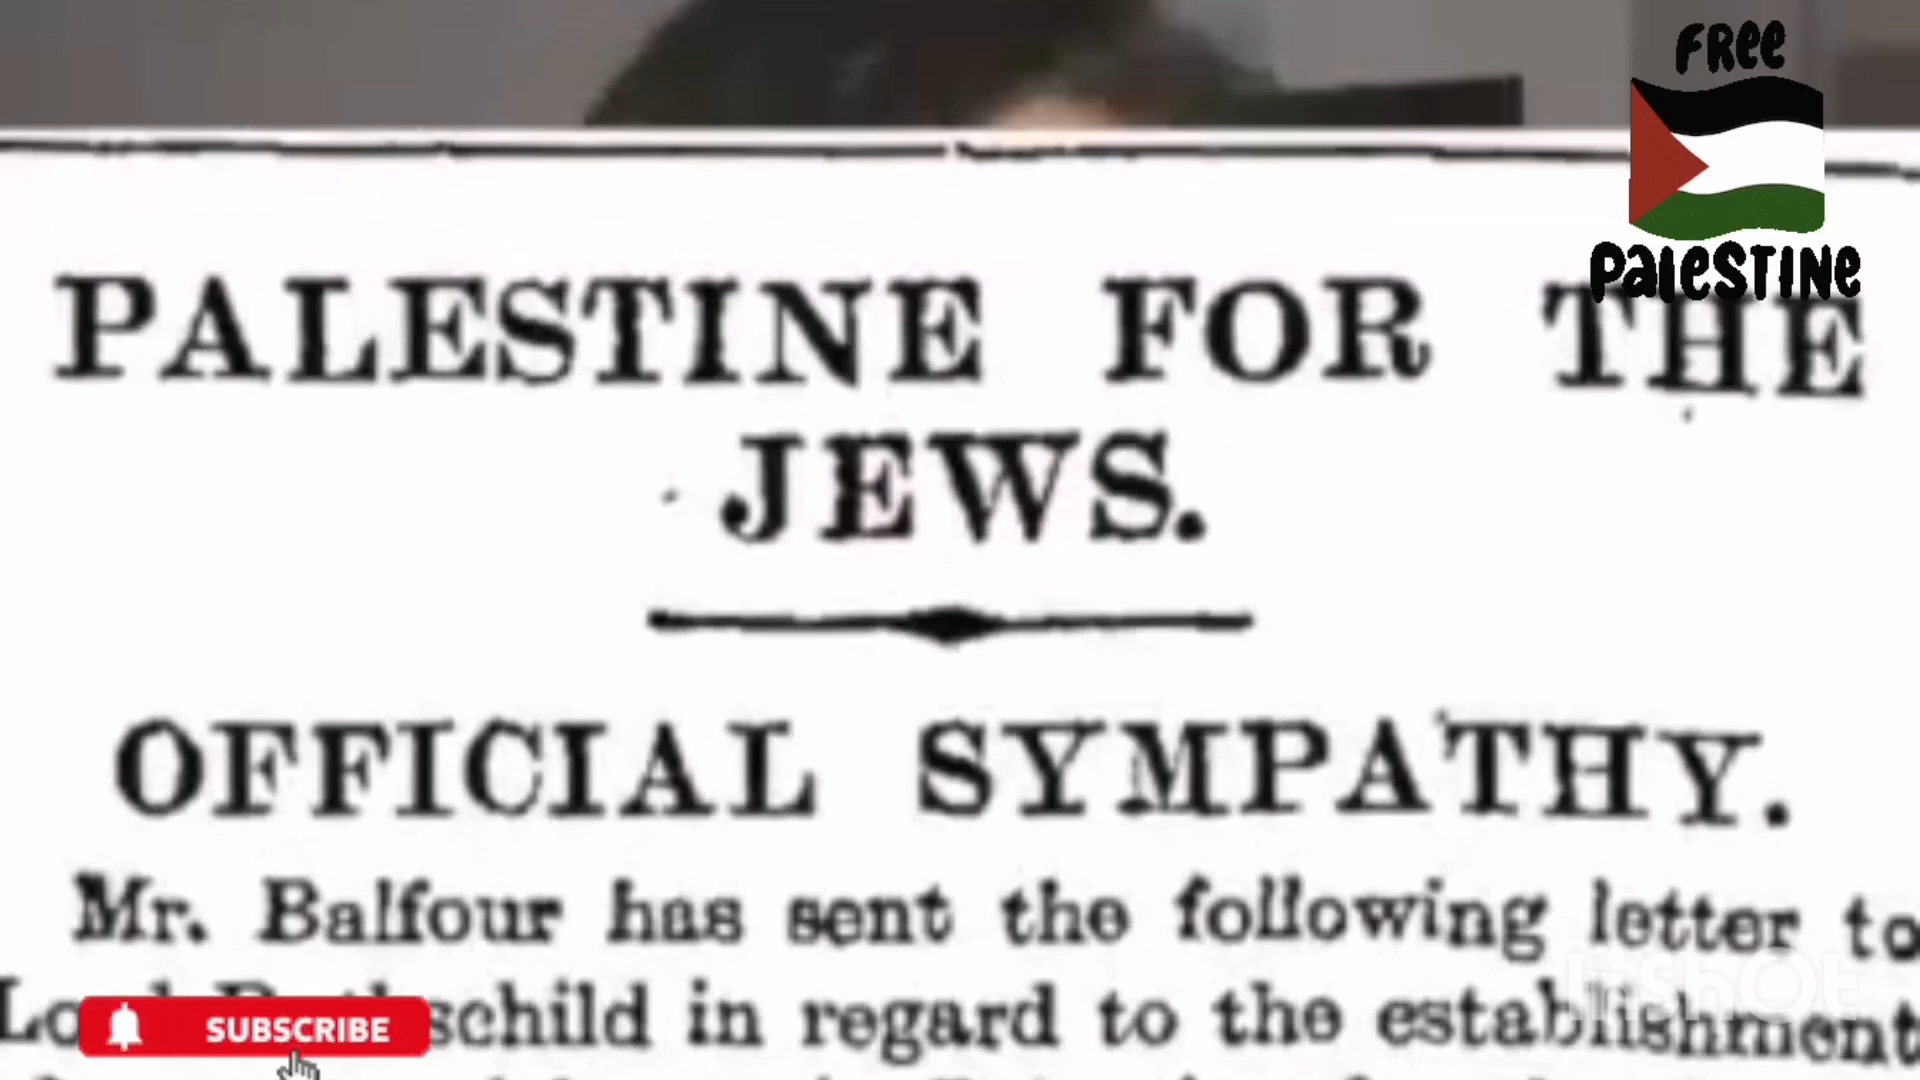 FREE
PALESTINE
PALESTINE FOR THE
JEWS.
OFFICIAL SYMPATHY.
Mr. Balfour has sent the following letter to
schild in regard to the establishment
SUBSCRIBE